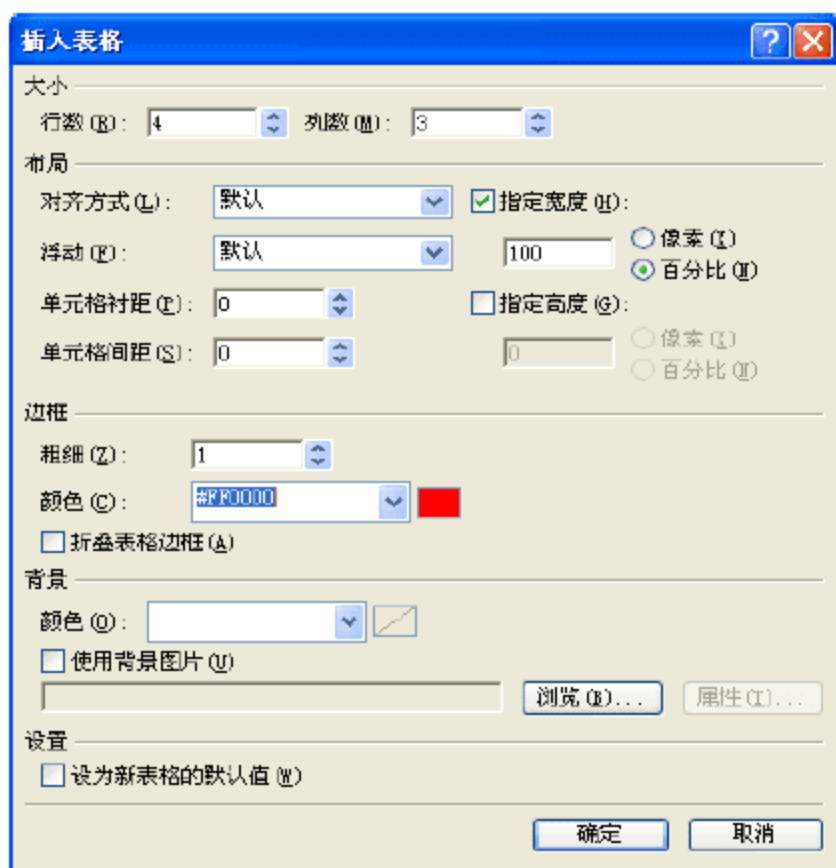 插入表格
大小
行数(R): 4 列数(M): 3
布局
对齐方式(L): 默认 指定宽度(H):
浮动(F): 默认 100 像素(X)
百分比(N)
单元格衬距(P): 0 指定高度(G):
单元格间距(S): 0 0 像素(I)
百分比(N)
边框
粗细(Z): 1
颜色(C): #FF0000
折叠表格边框(A)
背景
颜色(O):
使用背景图片(U)
浏览(B)... 属性(T)...
设置
设为新表格的默认值(W)
确定 取消